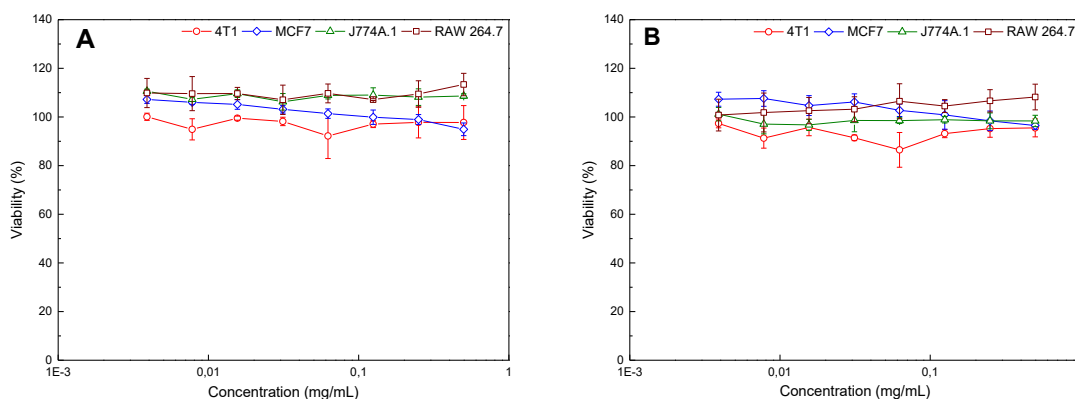 A
4T1 MCF7 J774A.1 RAW 264.7
140
120
100
80
60
40
20
0
Viability (%)
1E-3 0,01 0,1 1
Concentration (mg/mL)
B
4T1 MCF7 J774A.1 RAW 264.7
140
120
100
80
60
40
20
0
Viability (%)
1E-3 0,01 0,1
Concentration (mg/mL)